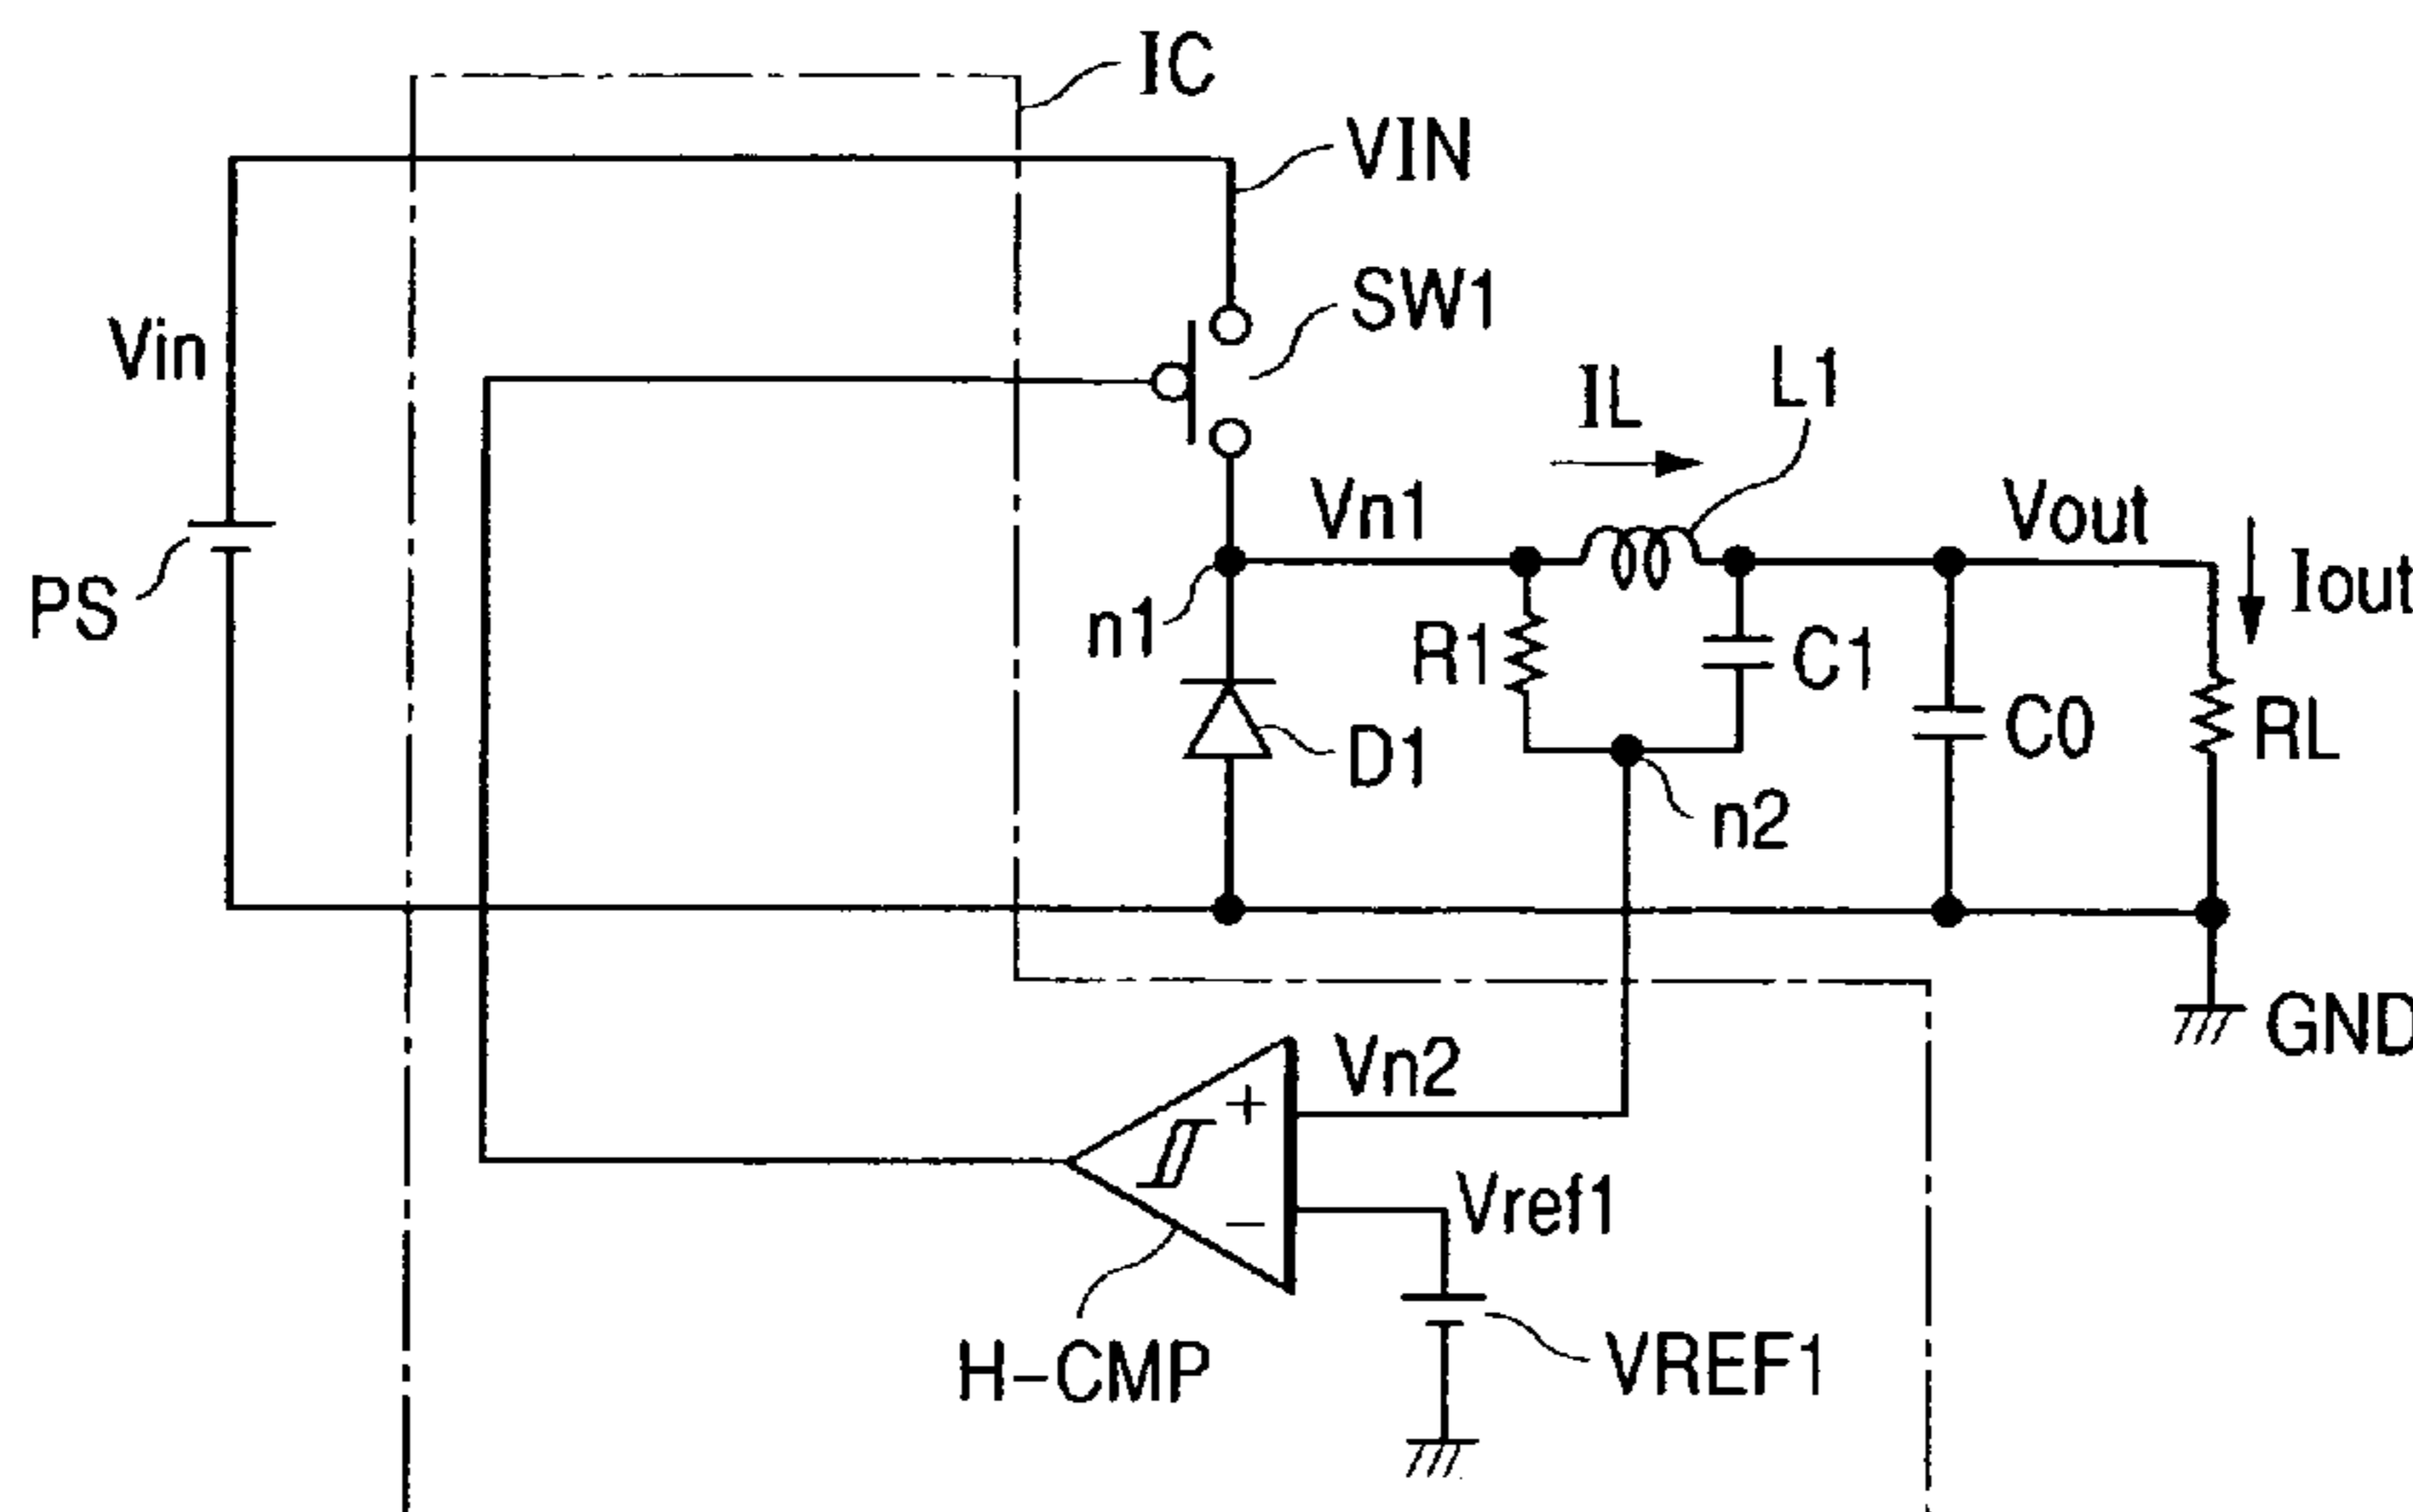 IC
VIN
SW1
Vin
IL
L1
Vn1
Vout
PS
n1
R1
C1
Iout
D1
C0
RL
n2
GND
Vn2
+
Vref1
−
H-CMP
VREF1